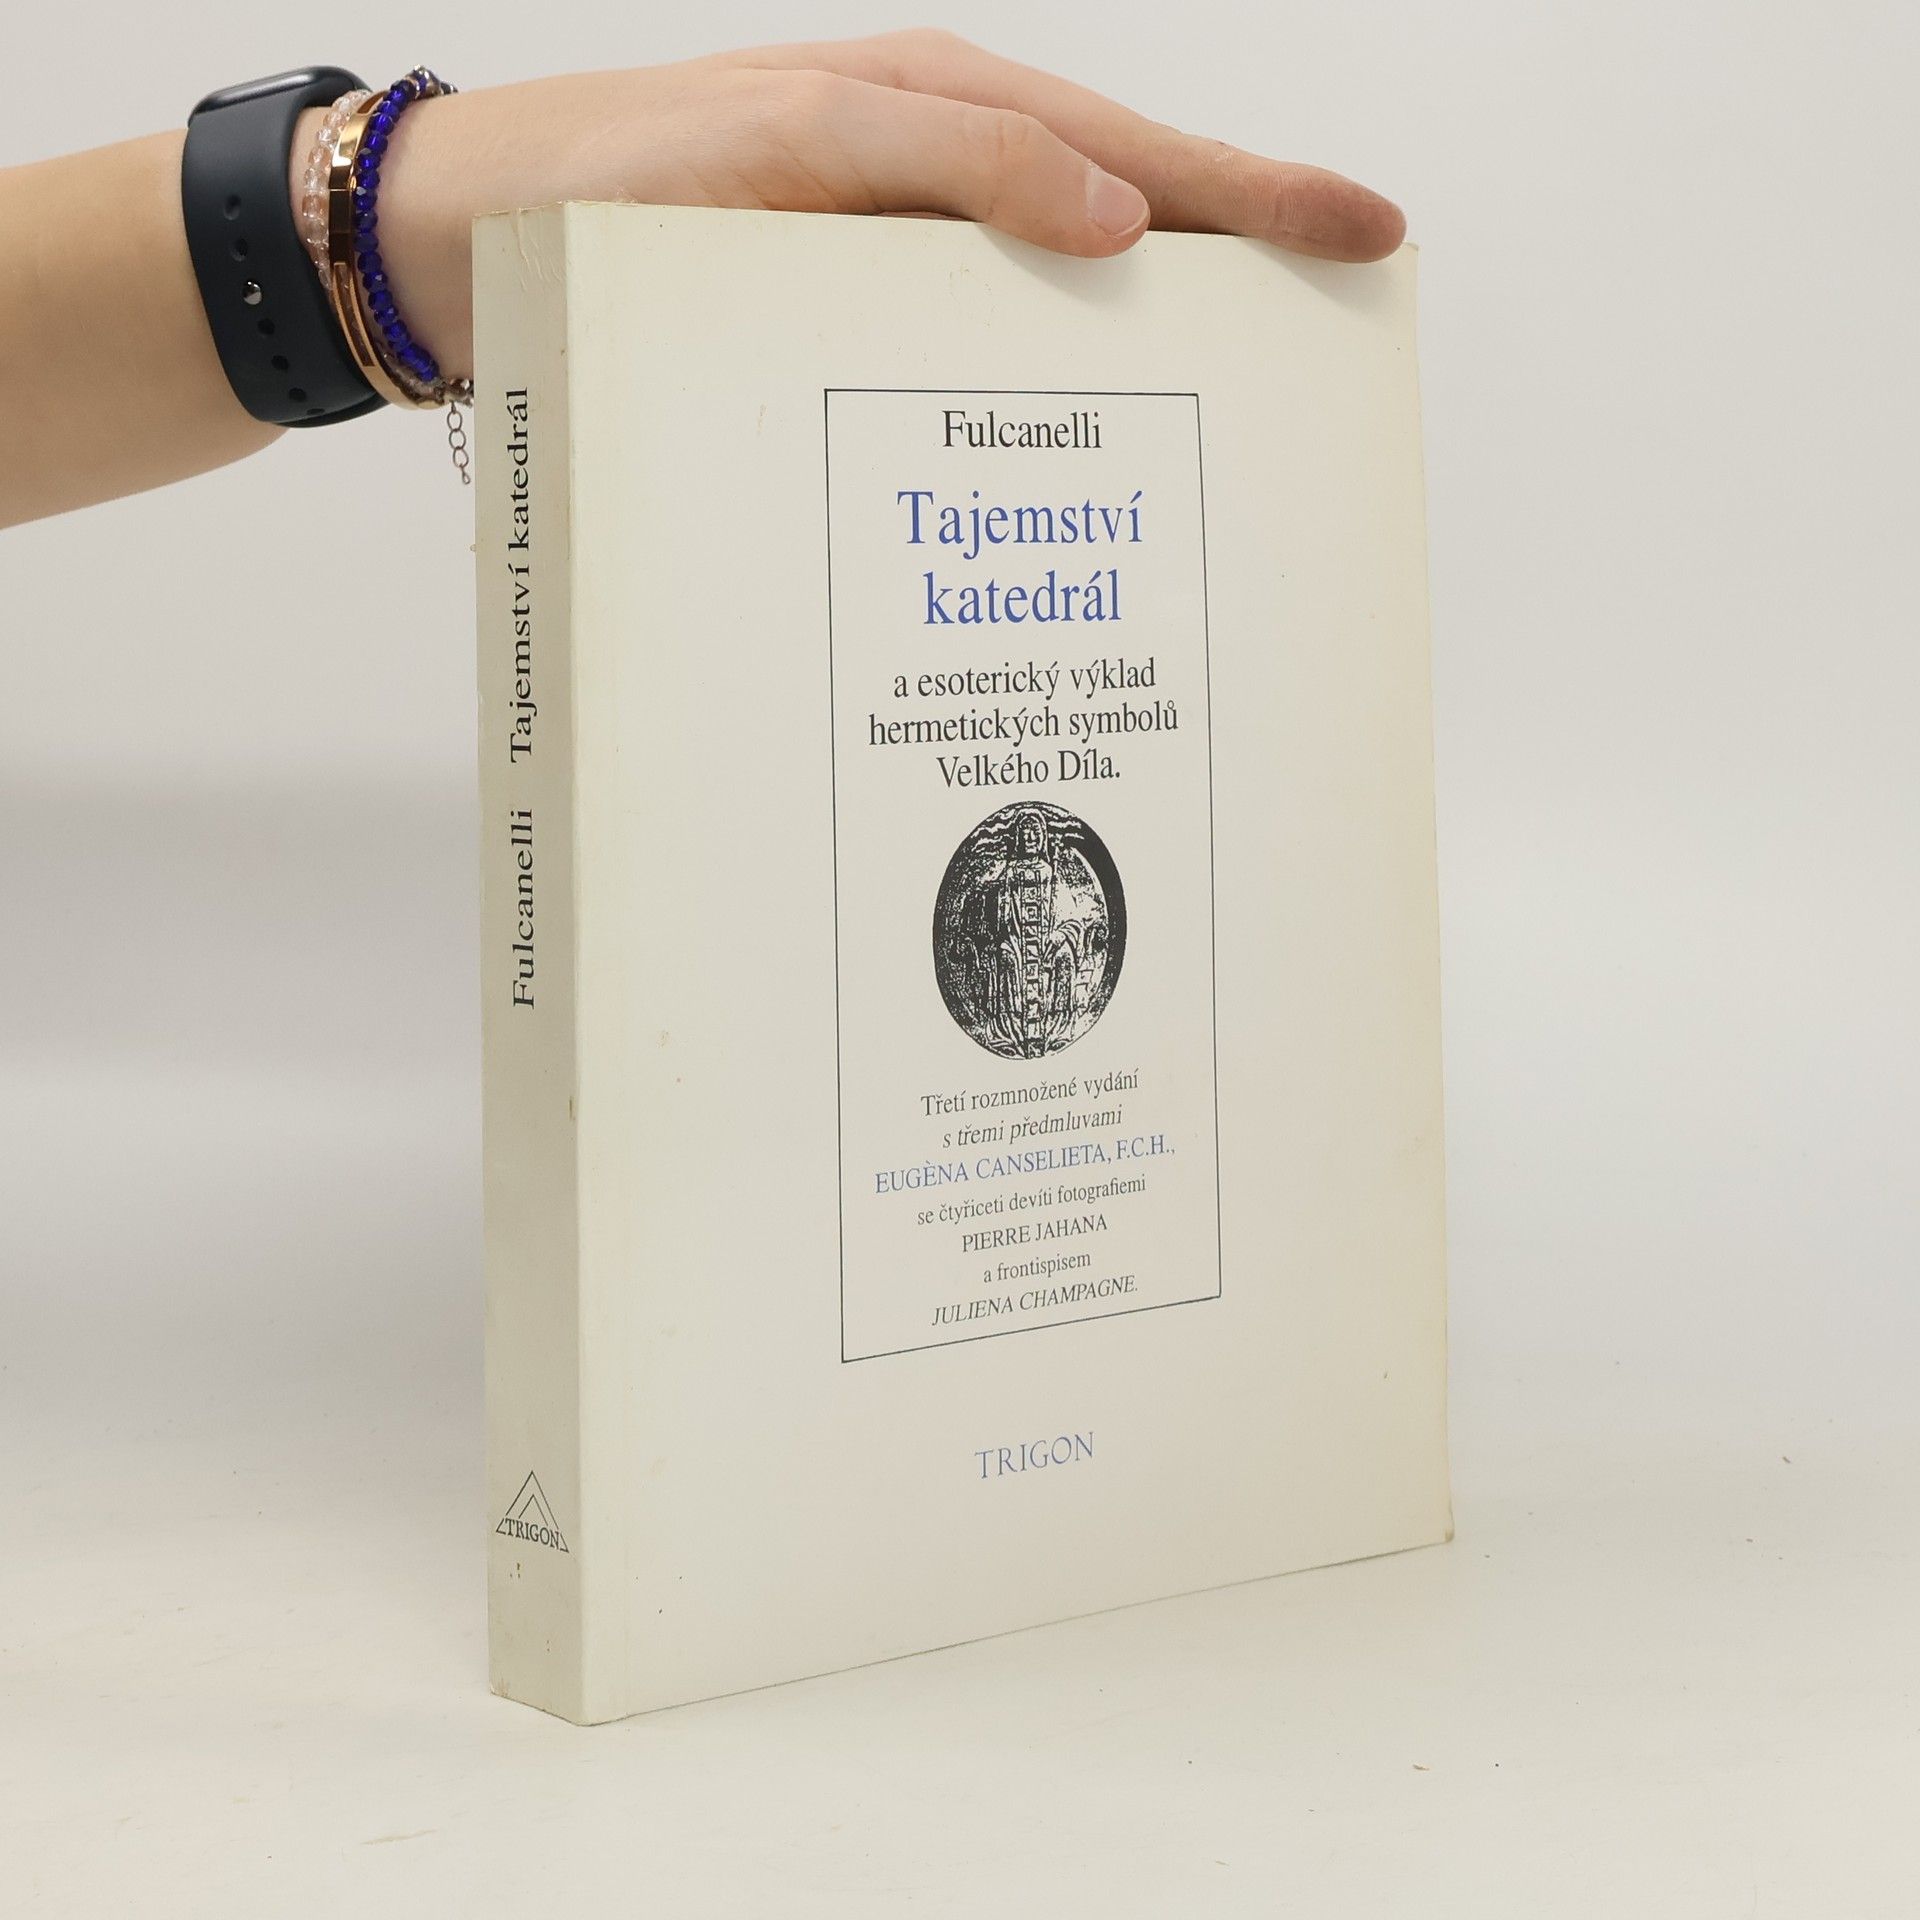 Fulcanelli Tajemství katedrál
TRIGON
Fulcanelli
Tajemství
katedrál
a esoterický výklad
hermetických symbolů
Velkého Díla.
Třetí rozmnožené vydání
s třemi předmluvami
EUGÈNA CANSELIETA, F.C.H.,
se čtyřiceti devíti fotografiemi
PIERRE JAHANA
a frontispisem
JULIENA CHAMPAGNE.
TRIGON